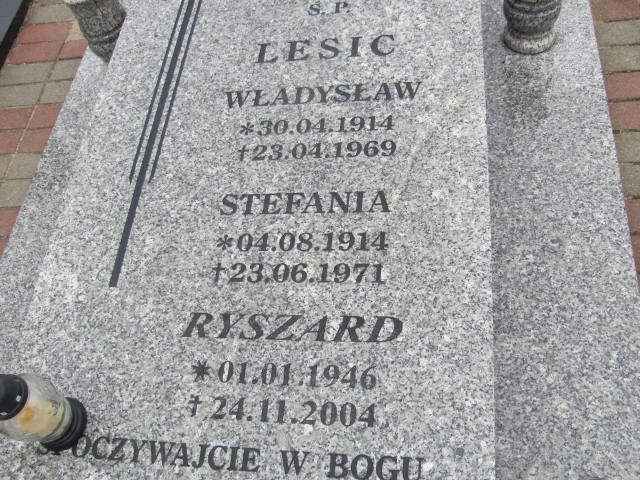 Ś.P.
LESIC
WŁADYSŁAW
*30.04.1914
†23.04.1969
STEFANIA
*04.08.1914
†23.06.1971
RYSZARD
*01.01.1946
†24.11.2004
SPOCZYWAJCIE W BOGU